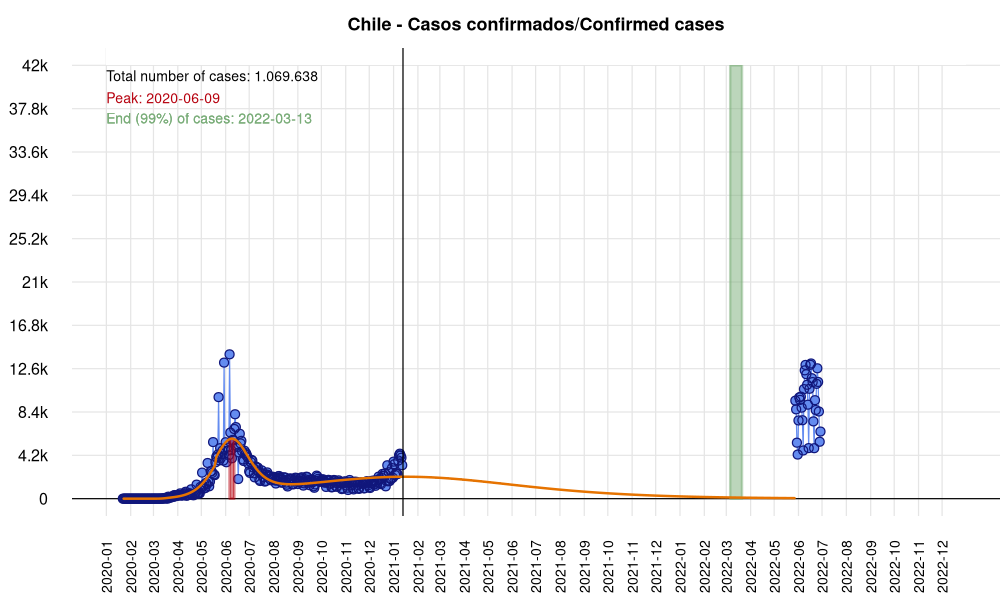 Chile - Casos confirmados/Confirmed cases
42k
Total number of cases: 1.069.638
Peak: 2020-06-09
37.8k
End (99%) of cases: 2022-03-13
33.6k
29.4k
25.2k
21k
16.8k
12.6k
8.4k
4.2k
0
2020-01
2020-02
2020-03
2020-04
2020-05
2020-06
2020-07
2020-08
2020-09
2020-10
2020-11
2020-12
2021-01
2021-02
2021-03
2021-04
2021-05
2021-06
2021-07
2021-08
2021-09
2021-10
2021-11
2021-12
2022-01
2022-02
2022-03
2022-04
2022-05
2022-06
2022-07
2022-08
2022-09
2022-10
2022-11
2022-12